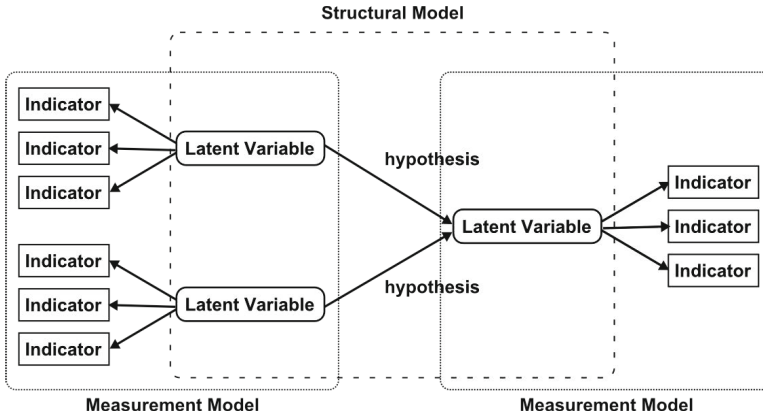 Structural Model
Indicator
Indicator
Indicator
Latent Variable
hypothesis
Indicator
Indicator
Indicator
Latent Variable
hypothesis
Latent Variable
Indicator
Indicator
Indicator
Measurement Model
Measurement Model